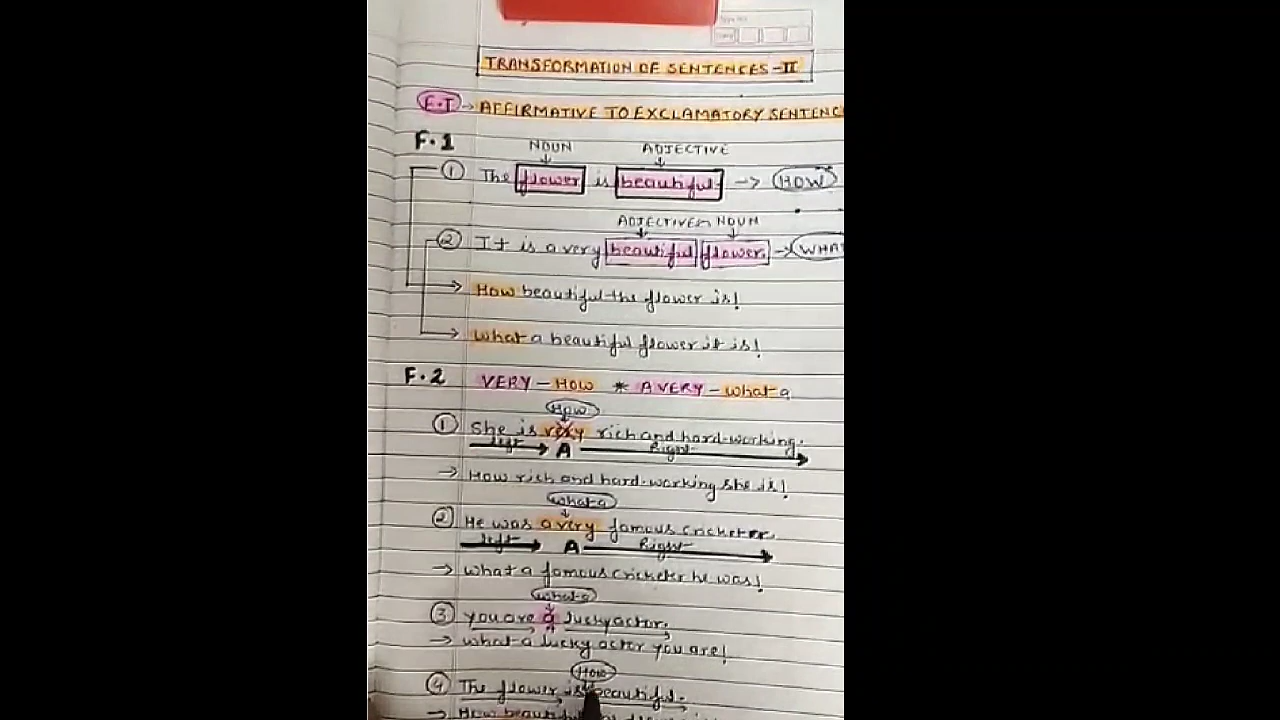 TRANSFORMATION OF SENTENCES - II
E.T → AFFIRMATIVE TO EXCLAMATORY SENTENC
F.1 NOUN ADJECTIVE
① The flower is beautiful. → HOW
ADJECTIVE NOUN
② It is a very beautiful flower. → WHA
→ How beautiful the flower is!
→ What a beautiful flower it is!
F.2 VERY - HOW * A VERY - what a
How
① She is very rich and hard-working.
left A Right
→ How rich and hard-working she is!
what a
② He was a very famous cricketer.
left A Right
→ what a famous cricketer he was!
what a
③ you are a lucky actor.
→ what a lucky actor you are!
How
④ The flower is beautiful.
→ How